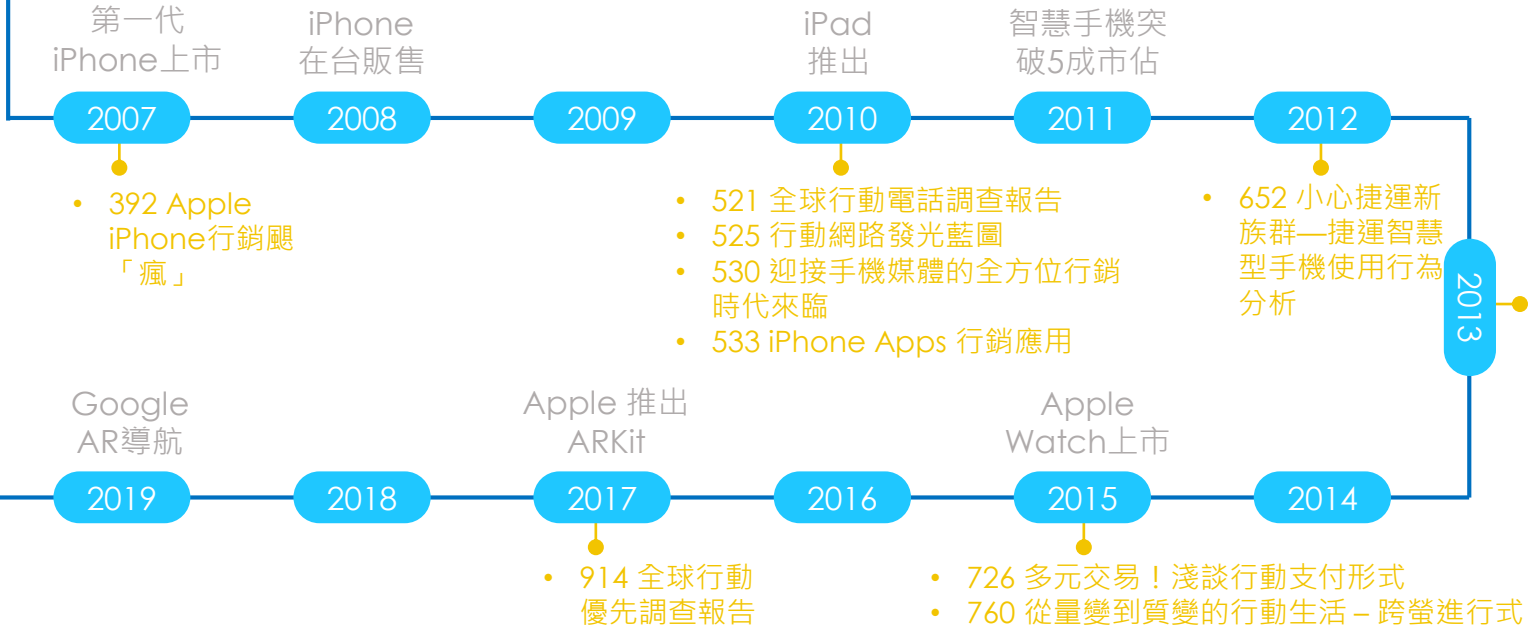 第一代
iPhone上市
iPhone
在台販售
iPad
推出
智慧手機突
破5成市佔
2007
2008
2009
2010
2011
2012
• 392 Apple
iPhone行銷颶
「瘋」
• 521 全球行動電話調查報告
• 525 行動網路發光藍圖
• 530 迎接手機媒體的全方位行銷
時代來臨
• 533 iPhone Apps 行銷應用
• 652 小心捷運新
族群—捷運智慧
型手機使用行為
分析
2013
Google
AR導航
Apple 推出
ARKit
Apple
Watch上市
2019
2018
2017
2016
2015
2014
• 914 全球行動
優先調查報告
• 726 多元交易！淺談行動支付形式
• 760 從量變到質變的行動生活 – 跨螢進行式